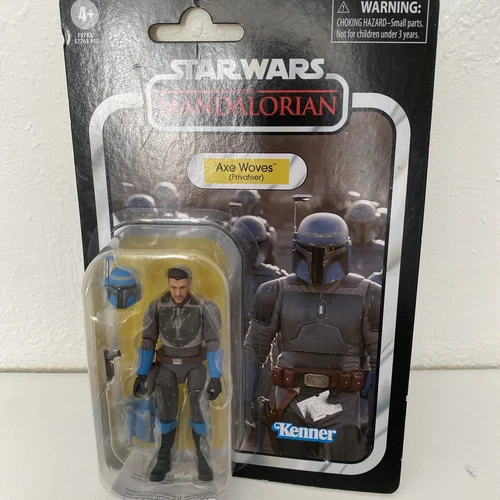 4+
WARNING:
CHOKING HAZARD–Small parts.
Not for children under 3 years.
STAR WARS
THE
MANDALORIAN
Axe Woves™
(Privateer)
Kenner